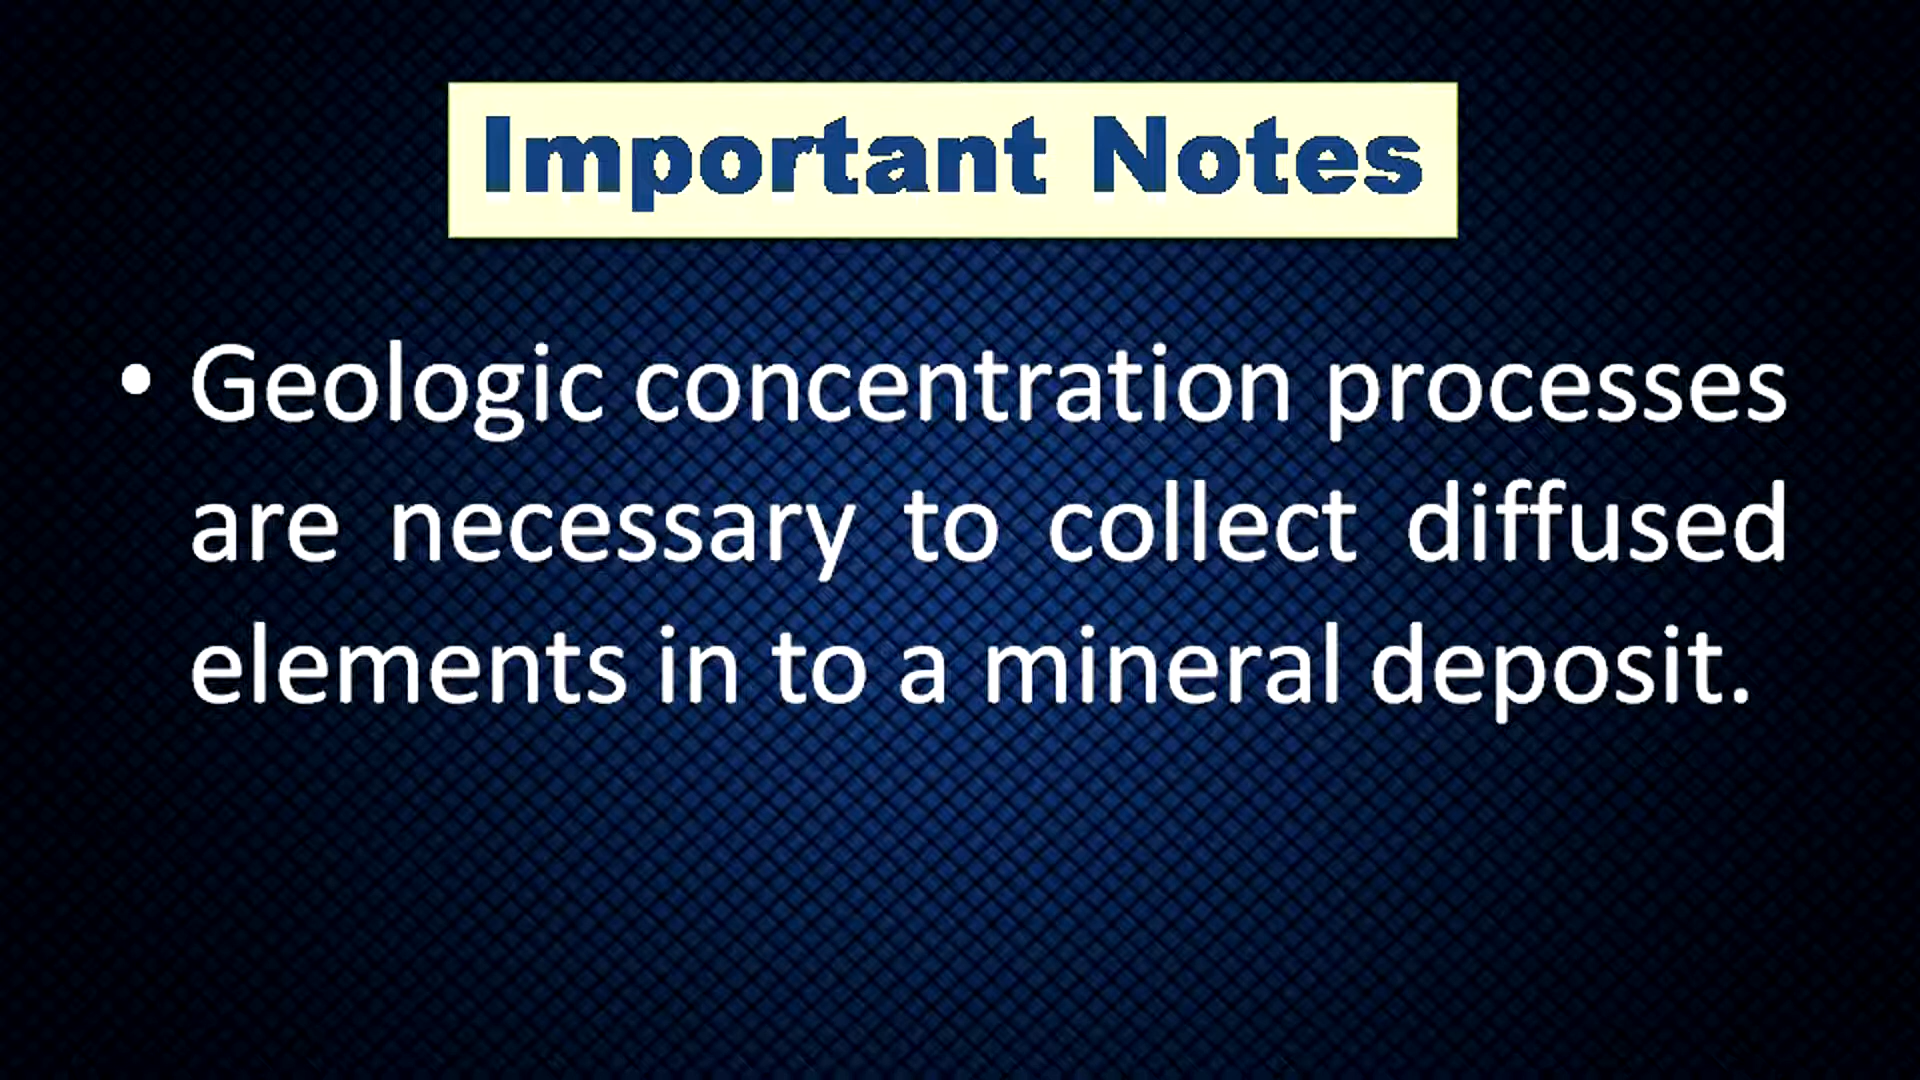 Important Notes
• Geologic concentration processes
are necessary to collect diffused
elements in to a mineral deposit.